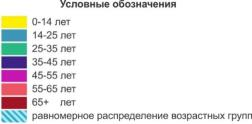 Условные обозначения
0-14 лет
14-25 лет
25-35 лет
35-45 лет
45-55 лет
55-65 лет
65+ лет
равномерное распределение возрастных групп